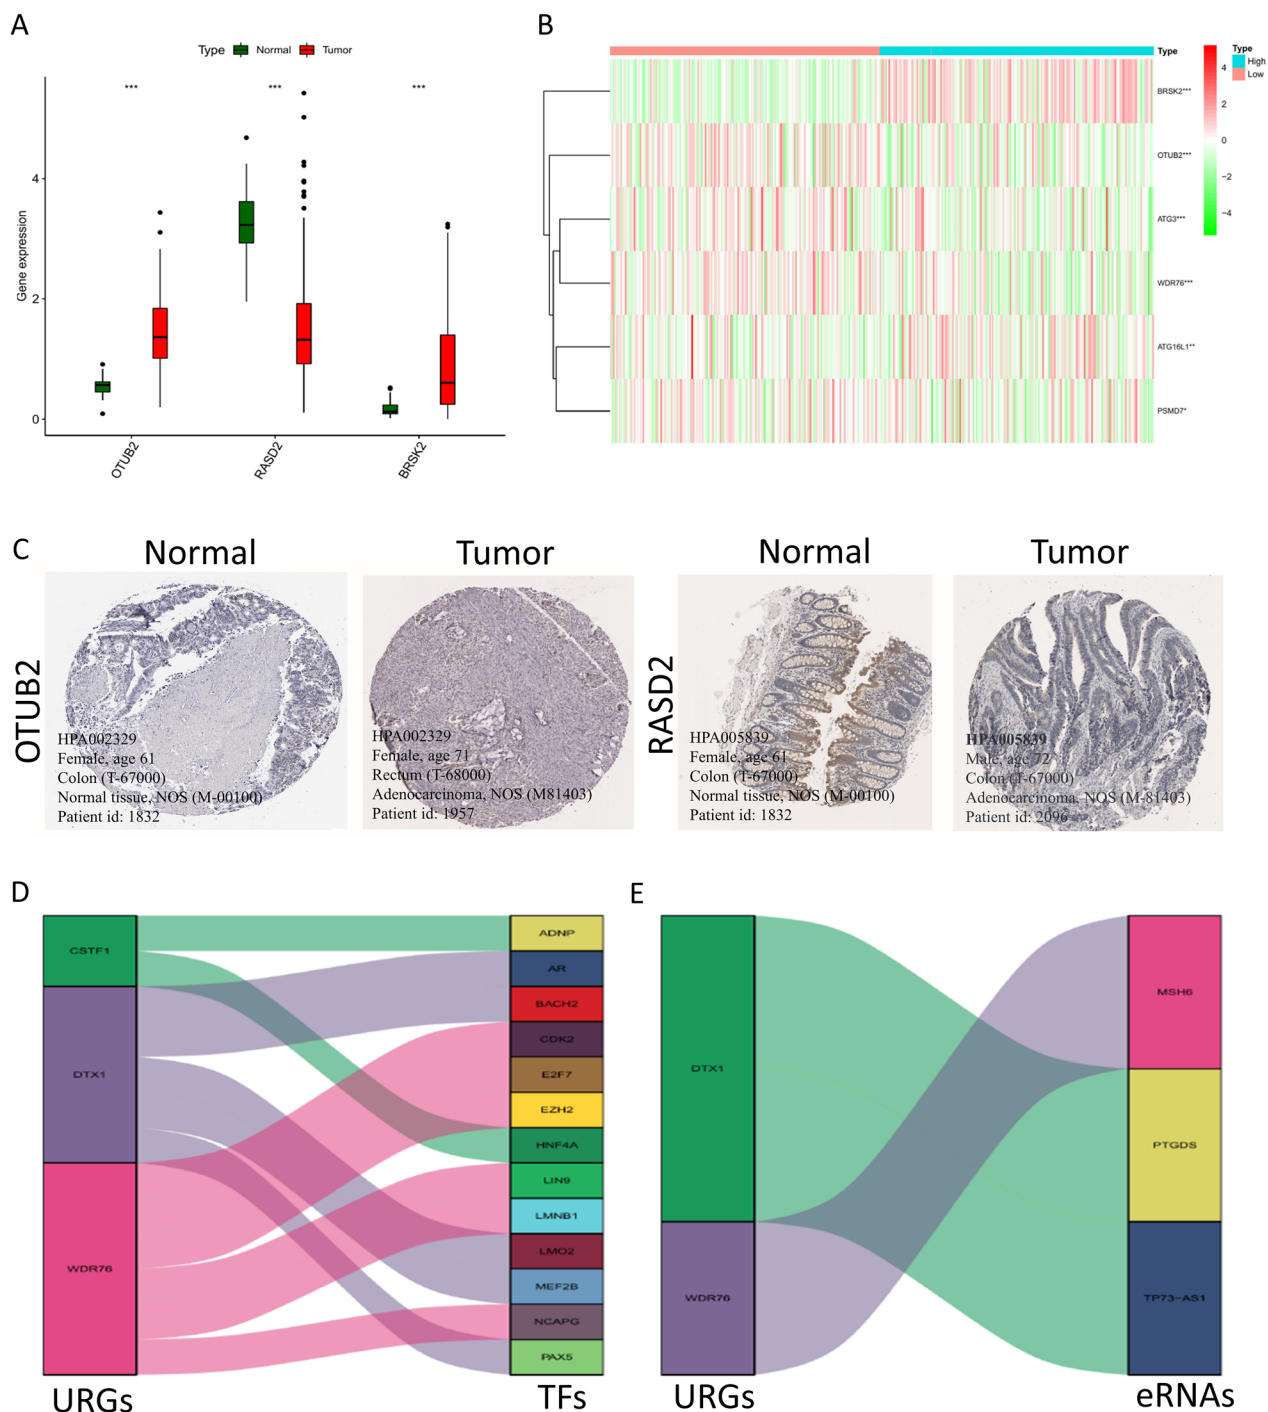 A
Type Normal Tumor
*** *** ***
Gene expression
4
2
0
OTUB2 RASD2 BRSK2
B
Type
BRSK2***
OTUB2***
ATG3***
WDR76***
ATG16L1**
PSMD7*
4
2
0
−2
−4
Type
High
Low
C
Normal
Tumor
Normal
Tumor
OTUB2
HPA002329
Female, age 61
Colon (T-67000)
Normal tissue, NOS (M-00100)
Patient id: 1832
HPA002329
Female, age 71
Rectum (T-68000)
Adenocarcinoma, NOS (M81403)
Patient id: 1957
RASD2
HPA005839
Female, age 61
Colon (T-67000)
Normal tissue, NOS (M-00100)
Patient id: 1832
HPA005839
Male, age 72
Colon (T-67000)
Adenocarcinoma, NOS (M-81403)
Patient id: 2096
D
CSTF1
DTX1
WDR76
ADNP
AR
BACH2
CDK2
E2F7
EZH2
HNF4A
LIN9
LMNB1
LMO2
MEF2B
NCAPG
PAX5
URGs
TFs
E
DTX1
WDR76
MSH6
PTGDS
TP73−AS1
URGs
eRNAs